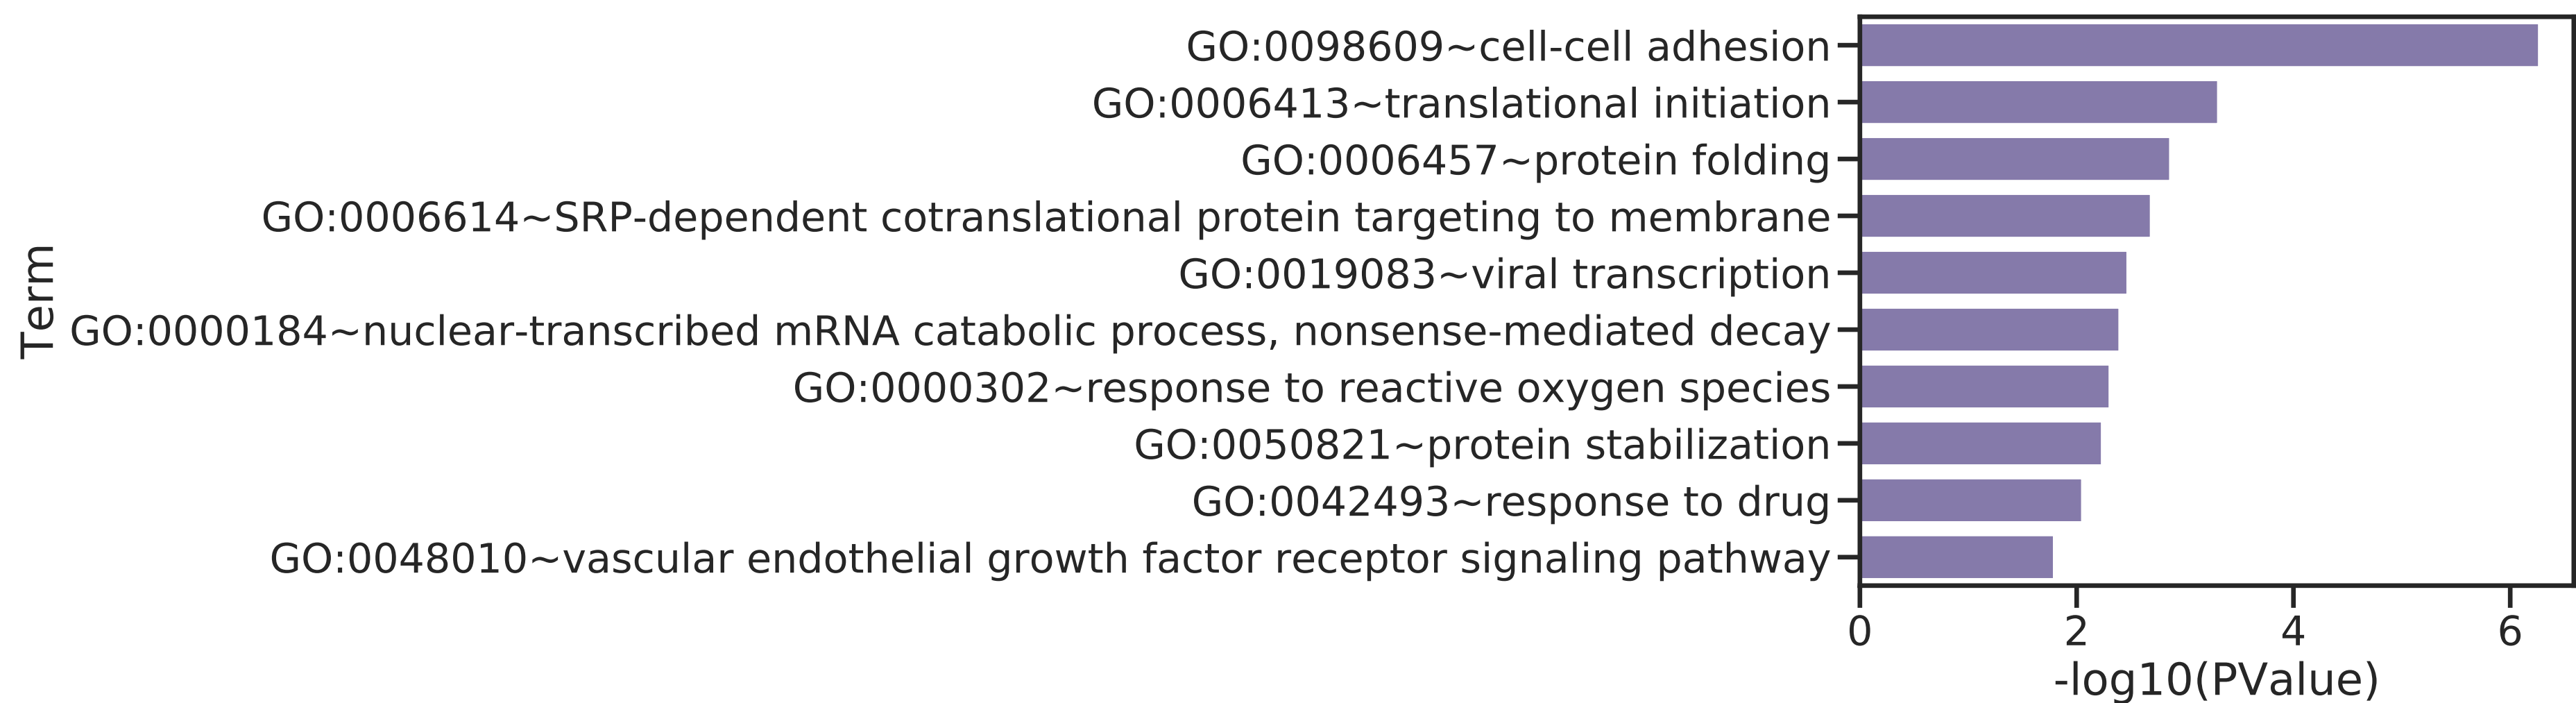 GO:0098609~cell-cell adhesion
GO:0006413~translational initiation
GO:0006457~protein folding
GO:0006614~SRP-dependent cotranslational protein targeting to membrane
GO:0019083~viral transcription
GO:0000184~nuclear-transcribed mRNA catabolic process, nonsense-mediated decay
GO:0000302~response to reactive oxygen species
GO:0050821~protein stabilization
GO:0042493~response to drug
GO:0048010~vascular endothelial growth factor receptor signaling pathway
Term
0 2 4 6
-log10(PValue)